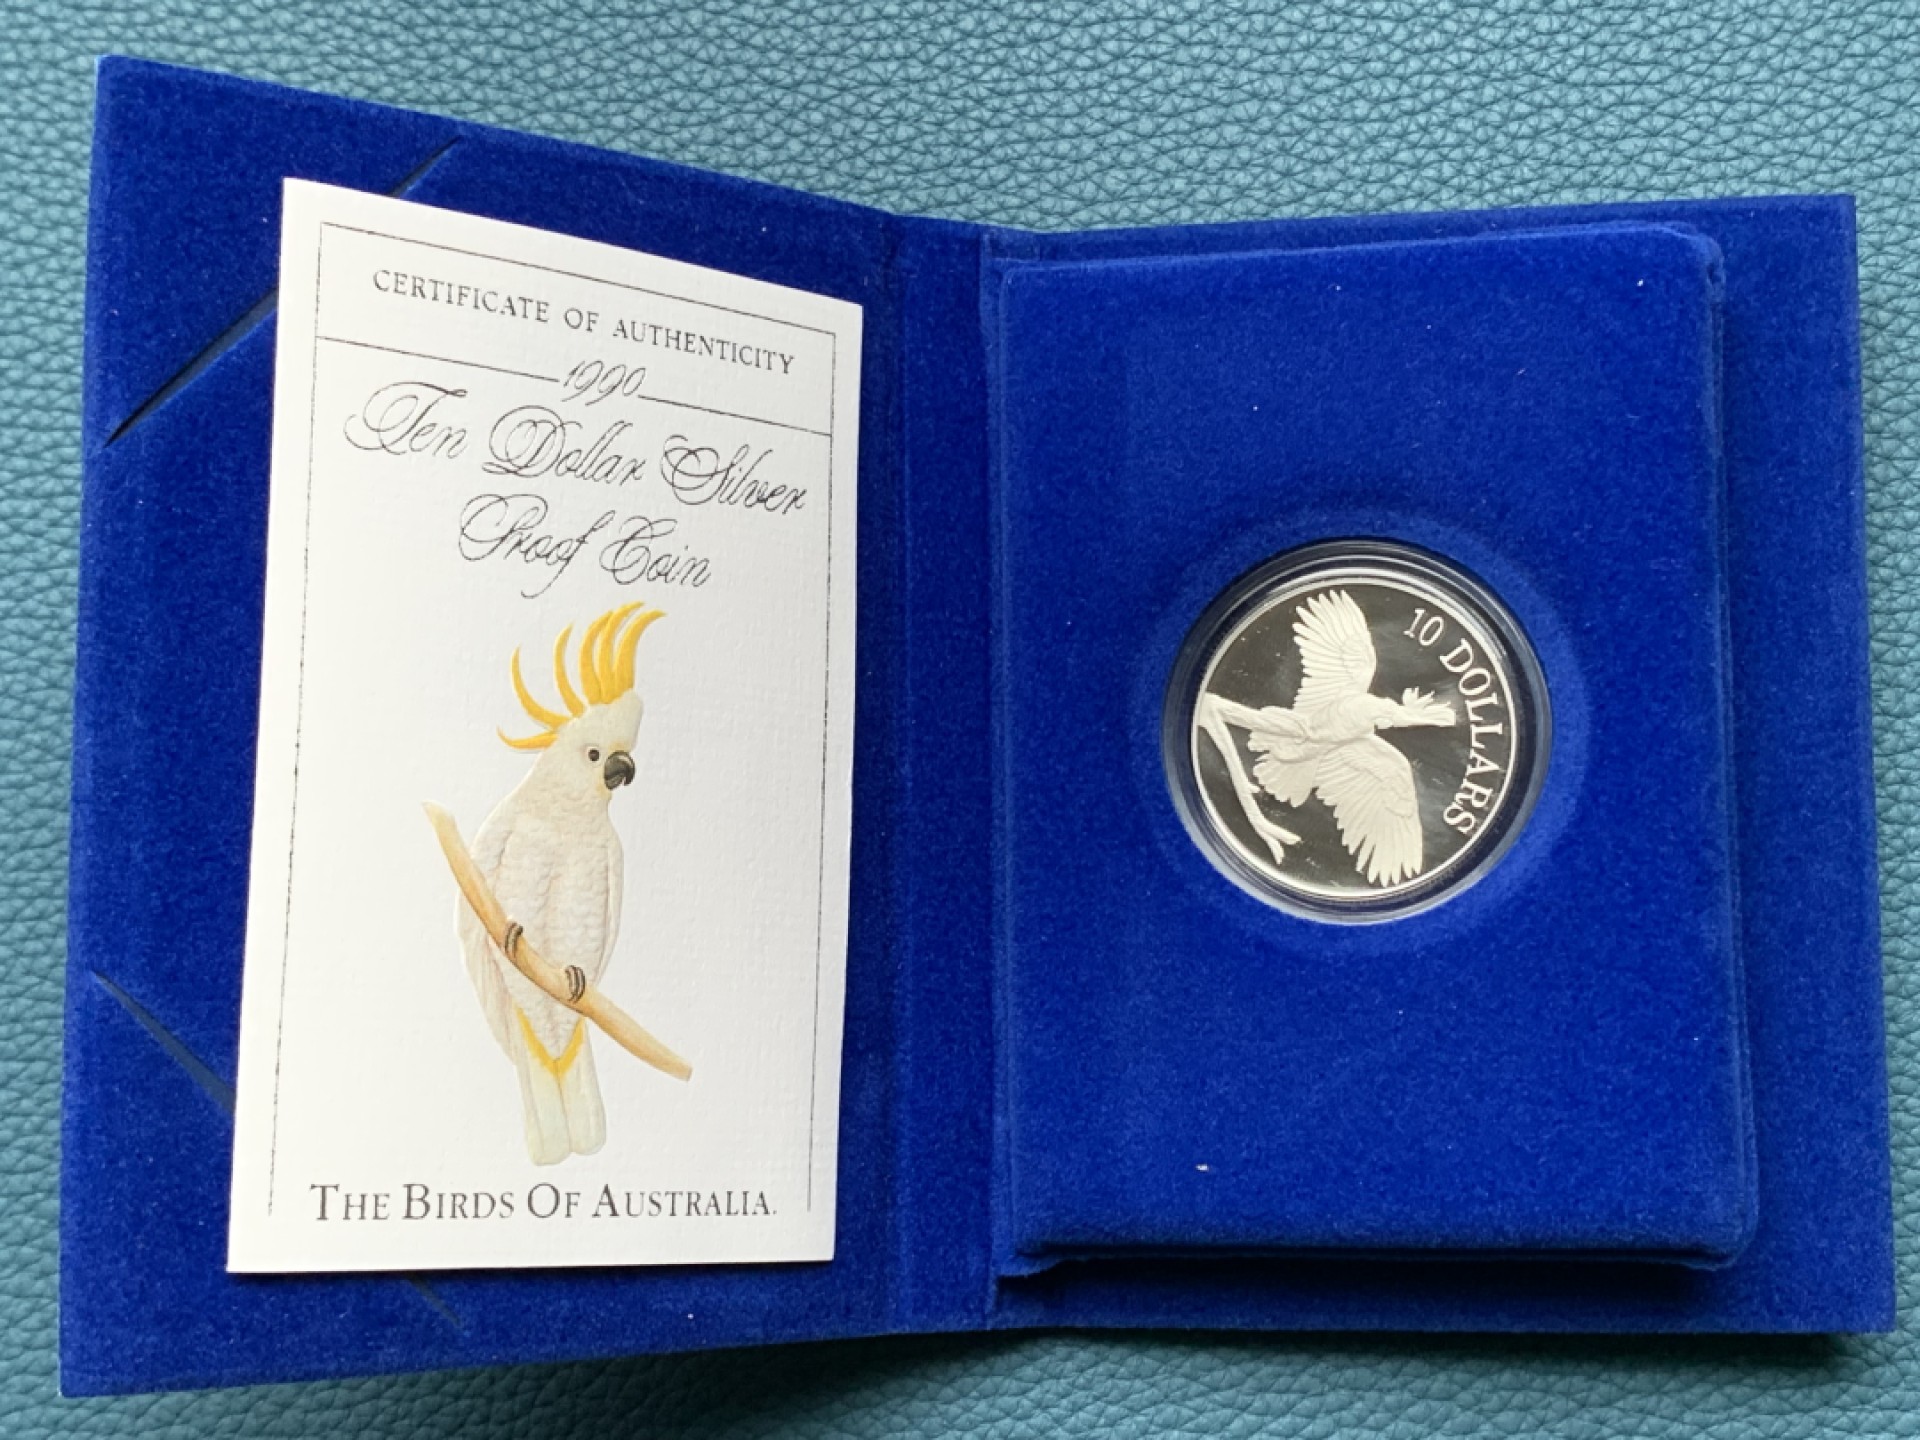 CERTIFICATE OF AUTHENTICITY
1990
Ten Dollar Silver
Proof Coin
THE BIRDS OF AUSTRALIA.
10 DOLLARS